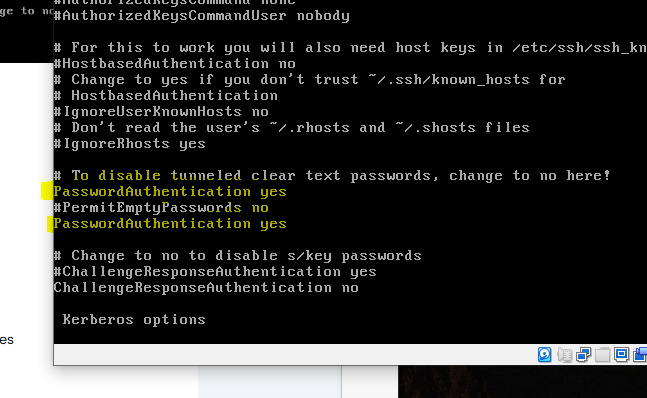 #AuthorizedKeysCommand none
ge to no
#AuthorizedKeysCommandUser nobody
# For this to work you will also need host keys in /etc/ssh/ssh_kn
#HostbasedAuthentication no
# Change to yes if you don't trust ~/.ssh/known_hosts for
# HostbasedAuthentication
#IgnoreUserKnownHosts no
# Don't read the user's ~/.rhosts and ~/.shosts files
#IgnoreRhosts yes
# To disable tunneled clear text passwords, change to no here!
PasswordAuthentication yes
#PermitEmptyPasswords no
PasswordAuthentication yes
# Change to no to disable s/key passwords
#ChallengeResponseAuthentication yes
ChallengeResponseAuthentication no
Kerberos options
es